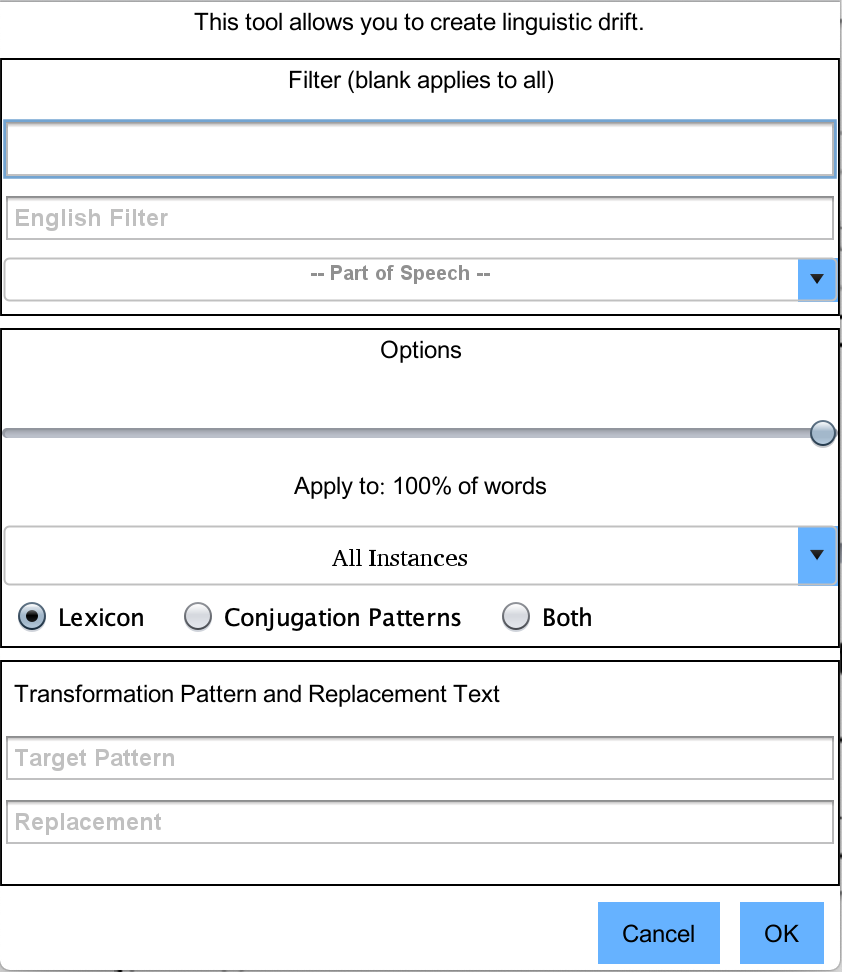 This tool allows you to create linguistic drift.
Filter (blank applies to all)
English Filter
-- Part of Speech --
Options
Apply to: 100% of words
All Instances
Lexicon Conjugation Patterns Both
Transformation Pattern and Replacement Text
Target Pattern
Replacement
Cancel OK